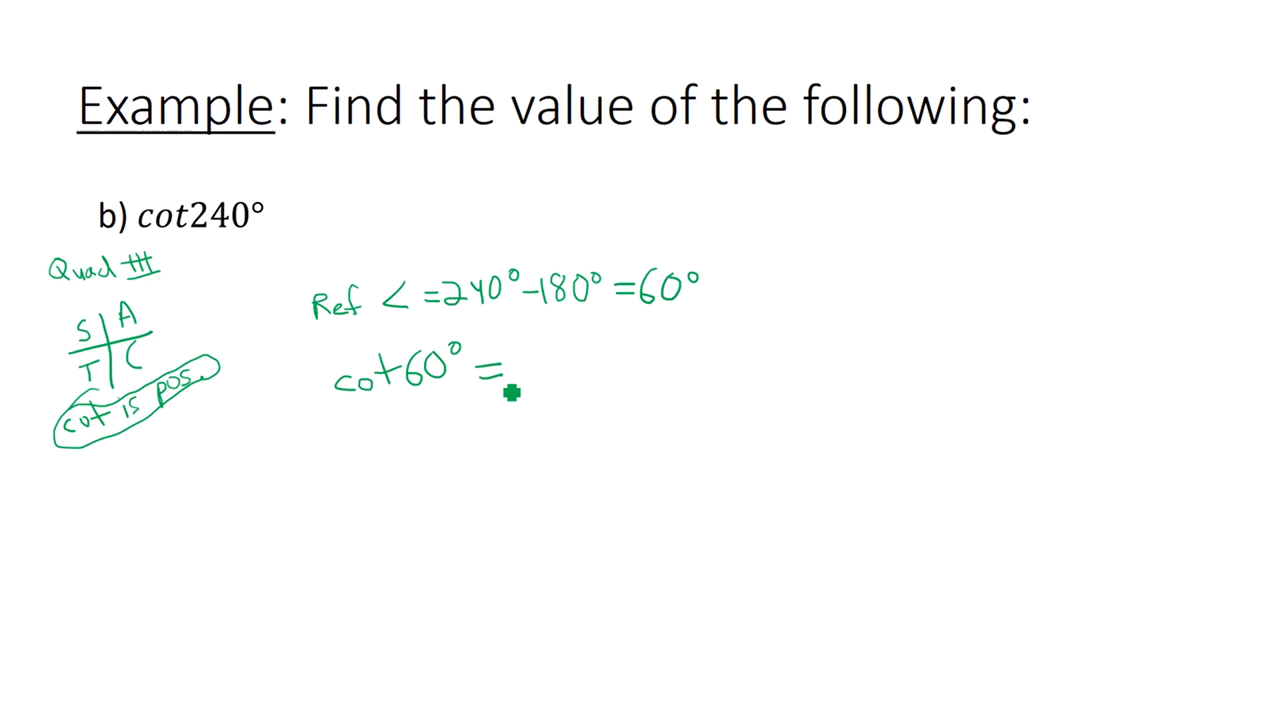 Example: Find the value of the following:
b) cot240°
Quad III
Ref < = 240° - 180° = 60°
S A
T C
cot is pos.
cot 60° =